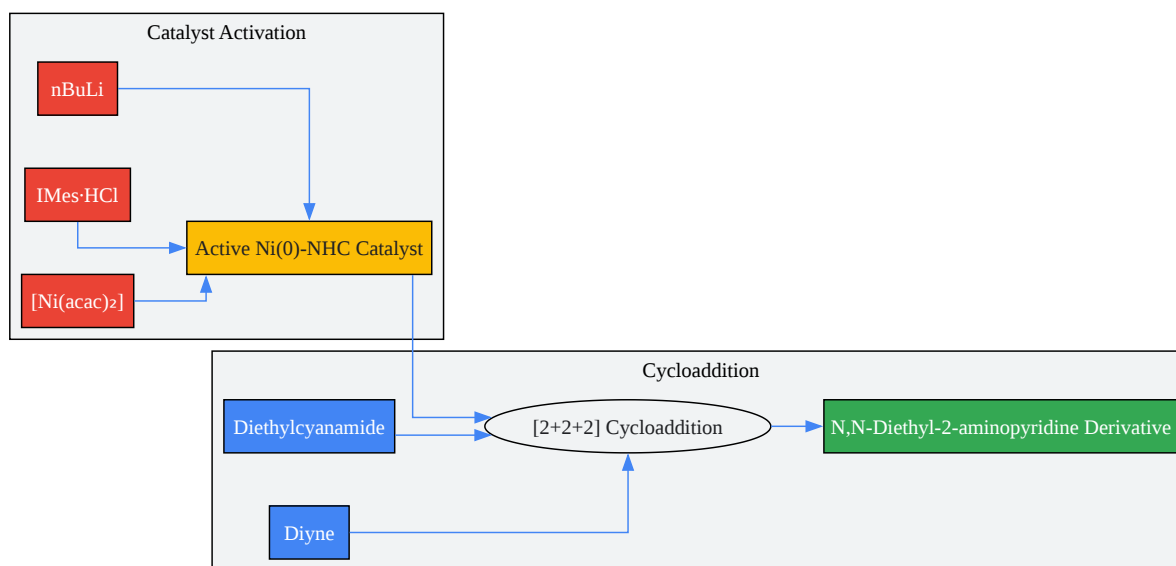 Catalyst Activation
nBuLi
IMes·HCl
Active Ni(0)-NHC Catalyst
[Ni(acac)₂]
Cycloaddition
Diethylcyanamide
[2+2+2] Cycloaddition
N,N-Diethyl-2-aminopyridine Derivative
Diyne